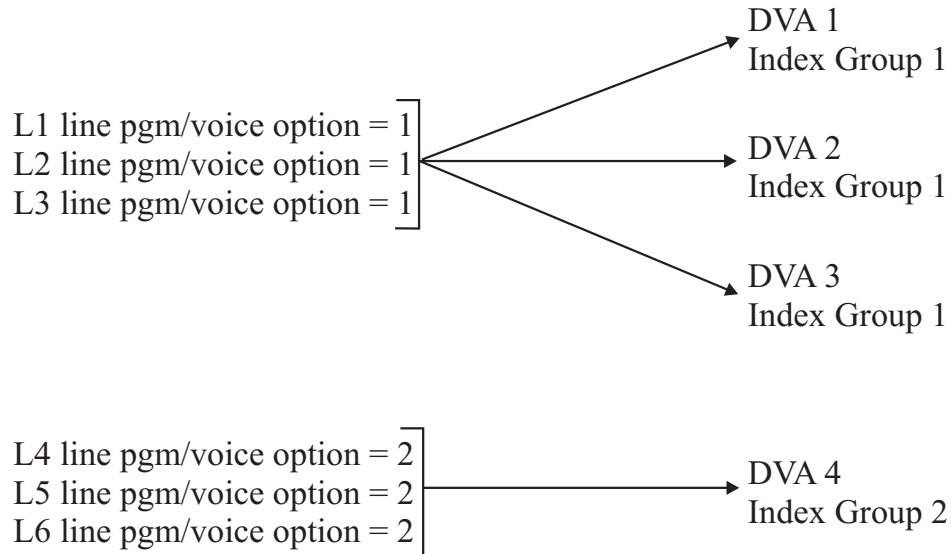 L1 line pgm/voice option = 1
L2 line pgm/voice option = 1
L3 line pgm/voice option = 1
DVA 1
Index Group 1
DVA 2
Index Group 1
DVA 3
Index Group 1
L4 line pgm/voice option = 2
L5 line pgm/voice option = 2
L6 line pgm/voice option = 2
DVA 4
Index Group 2